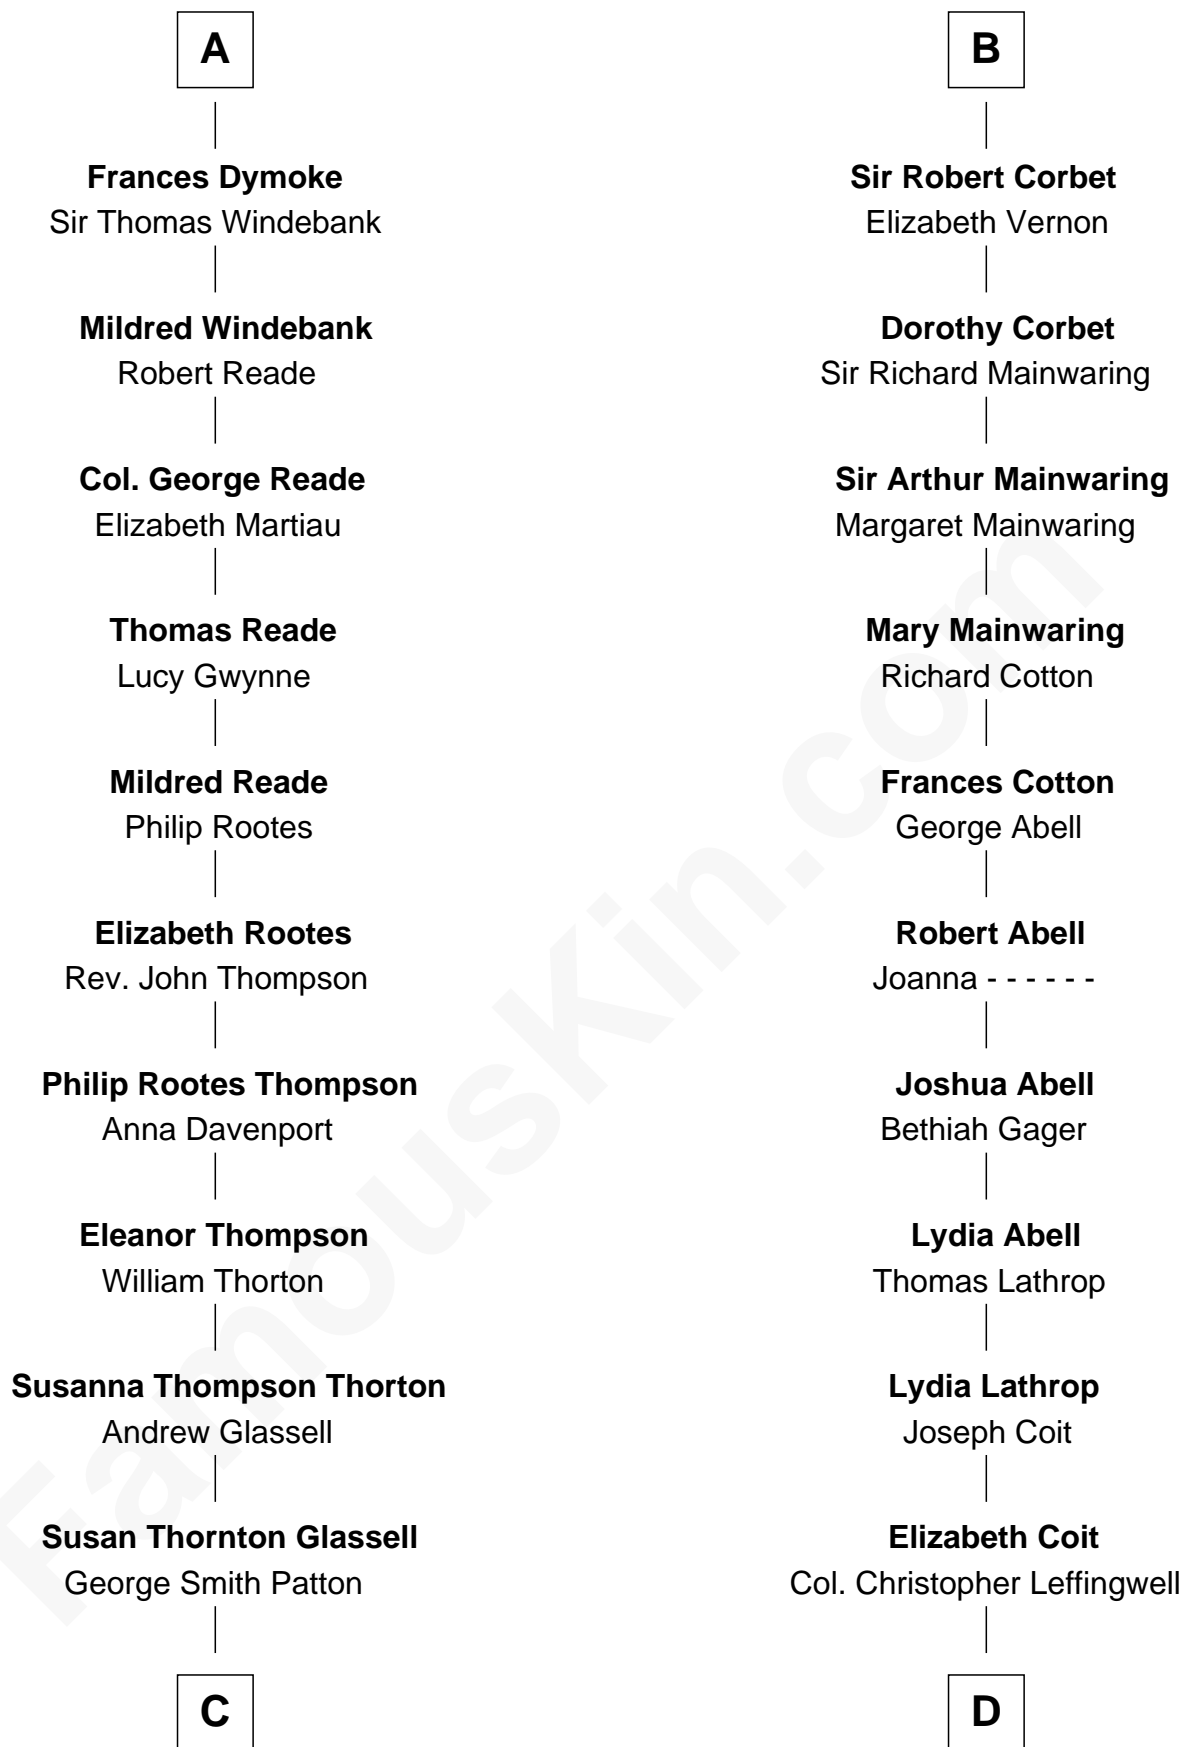 A
Frances Dymoke
Sir Thomas Windebank
Mildred Windebank
Robert Reade
Col. George Reade
Elizabeth Martiau
Thomas Reade
Lucy Gwynne
Mildred Reade
Philip Rootes
Elizabeth Rootes
Rev. John Thompson
Philip Rootes Thompson
Anna Davenport
Eleanor Thompson
William Thorton
Susanna Thompson Thorton
Andrew Glassell
Susan Thornton Glassell
George Smith Patton
C
B
Sir Robert Corbet
Elizabeth Vernon
Dorothy Corbet
Sir Richard Mainwaring
Sir Arthur Mainwaring
Margaret Mainwaring
Mary Mainwaring
Richard Cotton
Frances Cotton
George Abell
Robert Abell
Joanna - - - - - -
Joshua Abell
Bethiah Gager
Lydia Abell
Thomas Lathrop
Lydia Lathrop
Joseph Coit
Elizabeth Coit
Col. Christopher Leffingwell
D
FamousKin.com